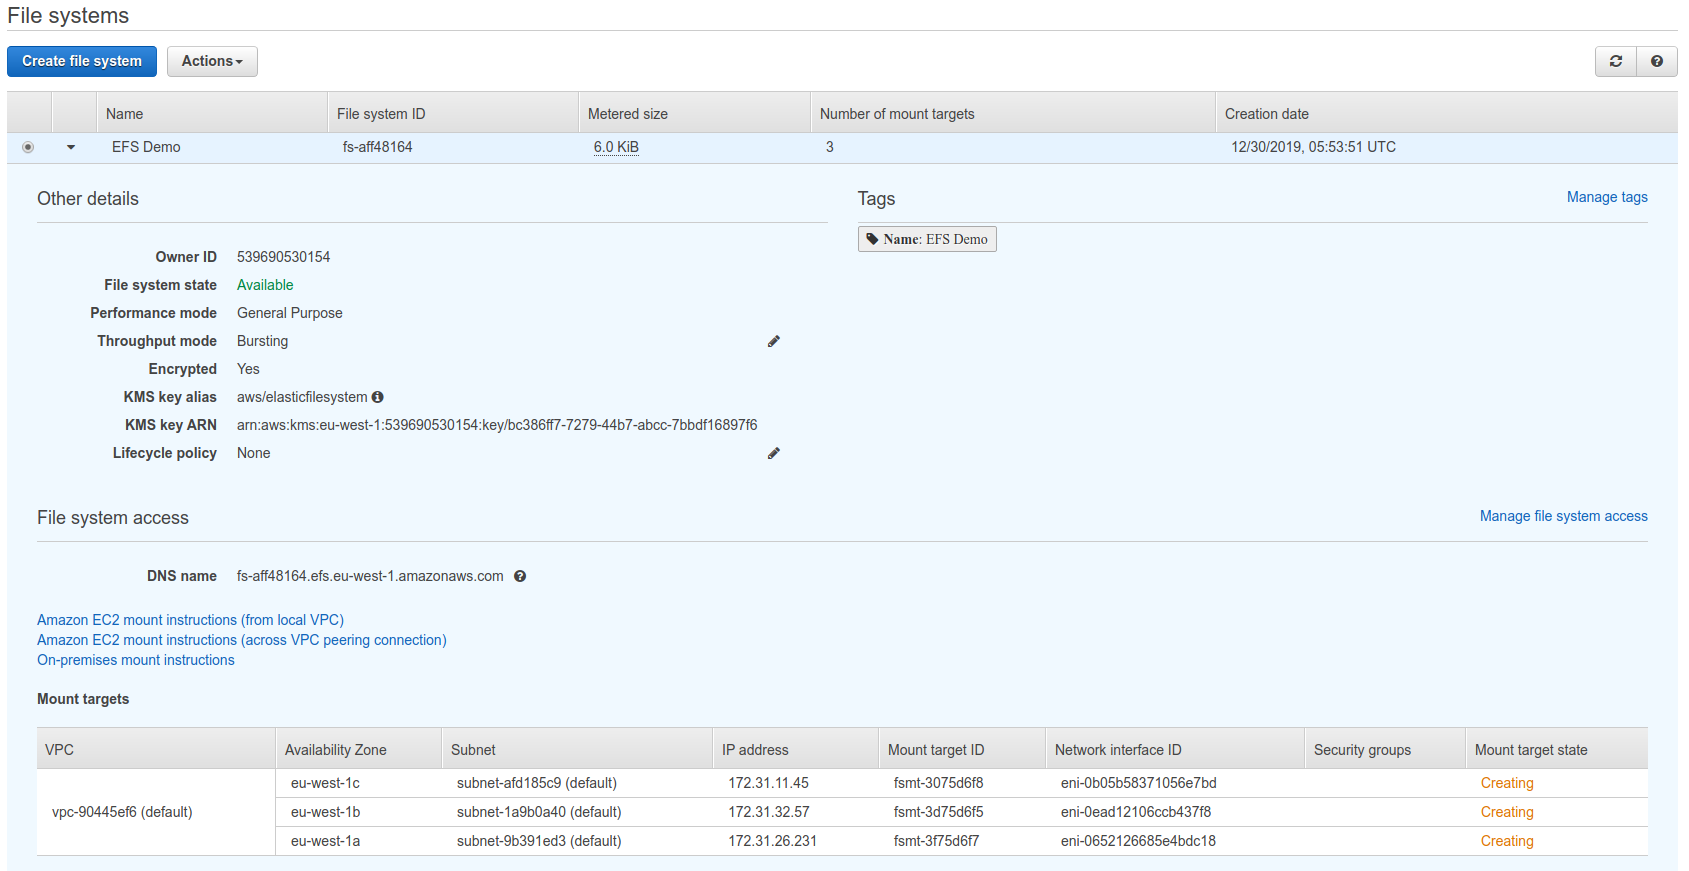 File systems
Create file system Actions
Name File system ID Metered size Number of mount targets Creation date
EFS Demo fs-aff48164 6.0 KiB 3 12/30/2019, 05:53:51 UTC
Other details Tags Manage tags
Name: EFS Demo
Owner ID 539690530154
File system state Available
Performance mode General Purpose
Throughput mode Bursting
Encrypted Yes
KMS key alias aws/elasticfilesystem
KMS key ARN arn:aws:kms:eu-west-1:539690530154:key/bc386ff7-7279-44b7-abcc-7bbdf16897f6
Lifecycle policy None
File system access Manage file system access
DNS name fs-aff48164.efs.eu-west-1.amazonaws.com
Amazon EC2 mount instructions (from local VPC)
Amazon EC2 mount instructions (across VPC peering connection)
On-premises mount instructions
Mount targets
VPC Availability Zone Subnet IP address Mount target ID Network interface ID Security groups Mount target state
eu-west-1c subnet-afd185c9 (default) 172.31.11.45 fsmt-3075d6f8 eni-0b05b58371056e7bd Creating
vpc-90445ef6 (default) eu-west-1b subnet-1a9b0a40 (default) 172.31.32.57 fsmt-3d75d6f5 eni-0ead12106ccb437f8 Creating
eu-west-1a subnet-9b391ed3 (default) 172.31.26.231 fsmt-3f75d6f7 eni-0652126685e4bdc18 Creating